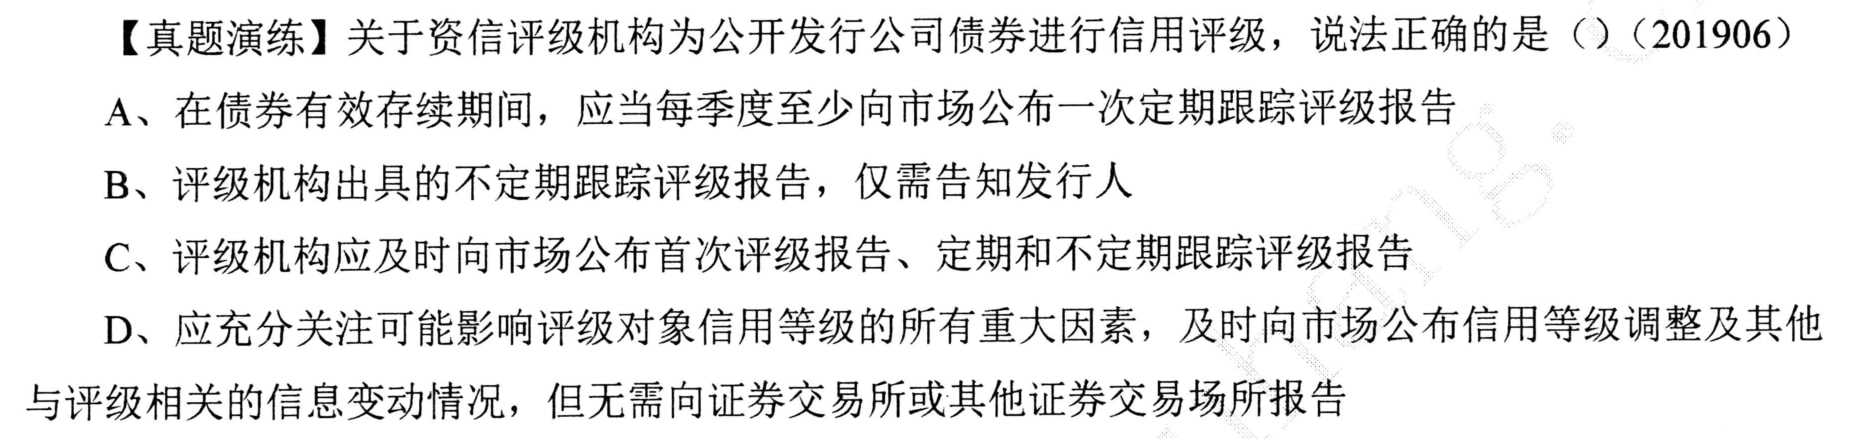 【真题演练】关于资信评级机构为公开发行公司债券进行信用评级，说法正确的是（）（201906）
A、在债券有效存续期间，应当每季度至少向市场公布一次定期跟踪评级报告
B、评级机构出具的不定期跟踪评级报告，仅需告知发行人
C、评级机构应及时向市场公布首次评级报告、定期和不定期跟踪评级报告
D、应充分关注可能影响评级对象信用等级的所有重大因素，及时向市场公布信用等级调整及其他
与评级相关的信息变动情况，但无需向证券交易所或其他证券交易场所报告